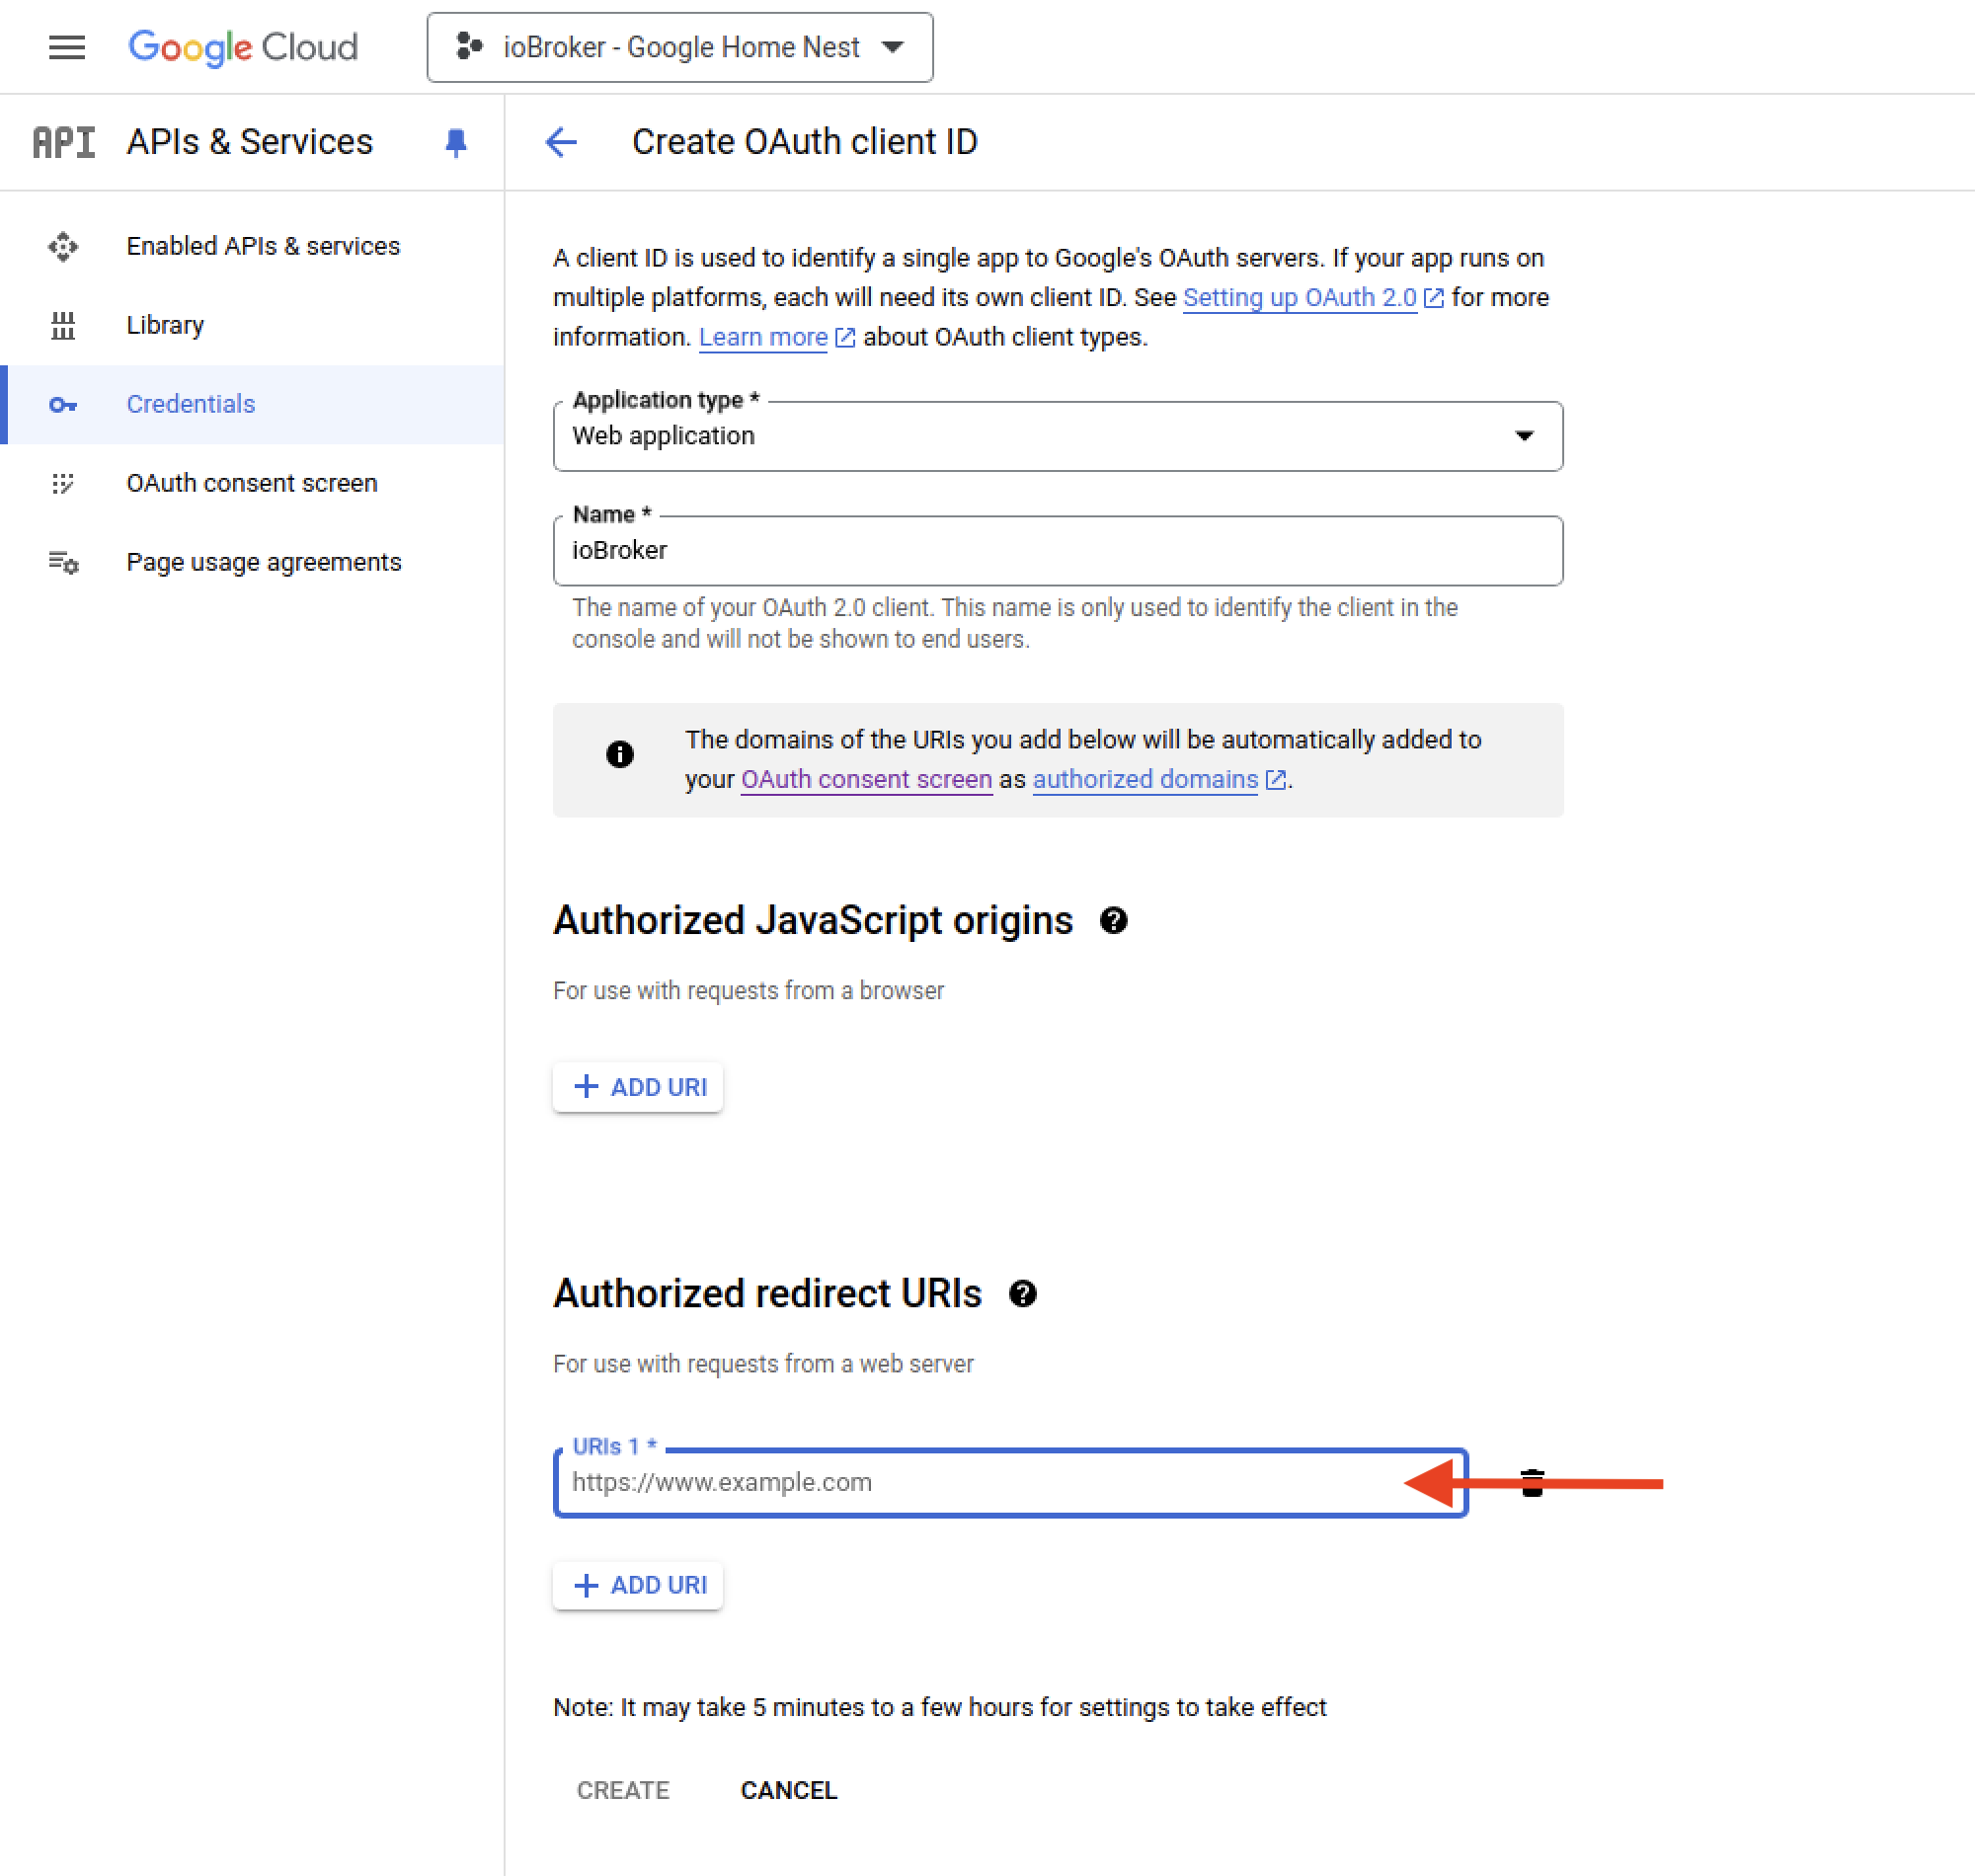 Google Cloud
ioBroker - Google Home Nest
API
APIs & Services
Create OAuth client ID
Enabled APIs & services
Library
Credentials
OAuth consent screen
Page usage agreements
A client ID is used to identify a single app to Google's OAuth servers. If your app runs on
multiple platforms, each will need its own client ID. See Setting up OAuth 2.0 for more
information. Learn more about OAuth client types.
Application type *
Web application
Name *
ioBroker
The name of your OAuth 2.0 client. This name is only used to identify the client in the
console and will not be shown to end users.
The domains of the URIs you add below will be automatically added to
your OAuth consent screen as authorized domains.
Authorized JavaScript origins
For use with requests from a browser
+ ADD URI
Authorized redirect URIs
For use with requests from a web server
URIs 1 *
https://www.example.com
+ ADD URI
Note: It may take 5 minutes to a few hours for settings to take effect
CREATE
CANCEL